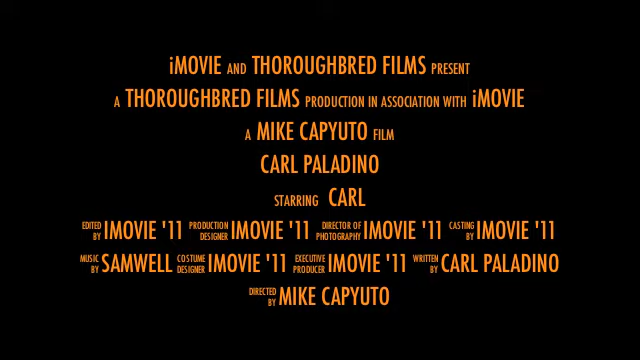 iMOVIE AND THOROUGHBRED FILMS PRESENT
A THOROUGHBRED FILMS PRODUCTION IN ASSOCIATION WITH iMOVIE
A MIKE CAPYUTO FILM
CARL PALADINO
STARRING CARL
EDITED BY IMOVIE '11 PRODUCTION DESIGNER IMOVIE '11 DIRECTOR OF PHOTOGRAPHY IMOVIE '11 CASTING BY IMOVIE '11
MUSIC BY SAMWELL COSTUME DESIGNER IMOVIE '11 EXECUTIVE PRODUCER IMOVIE '11 WRITTEN BY CARL PALADINO
DIRECTED BY MIKE CAPYUTO